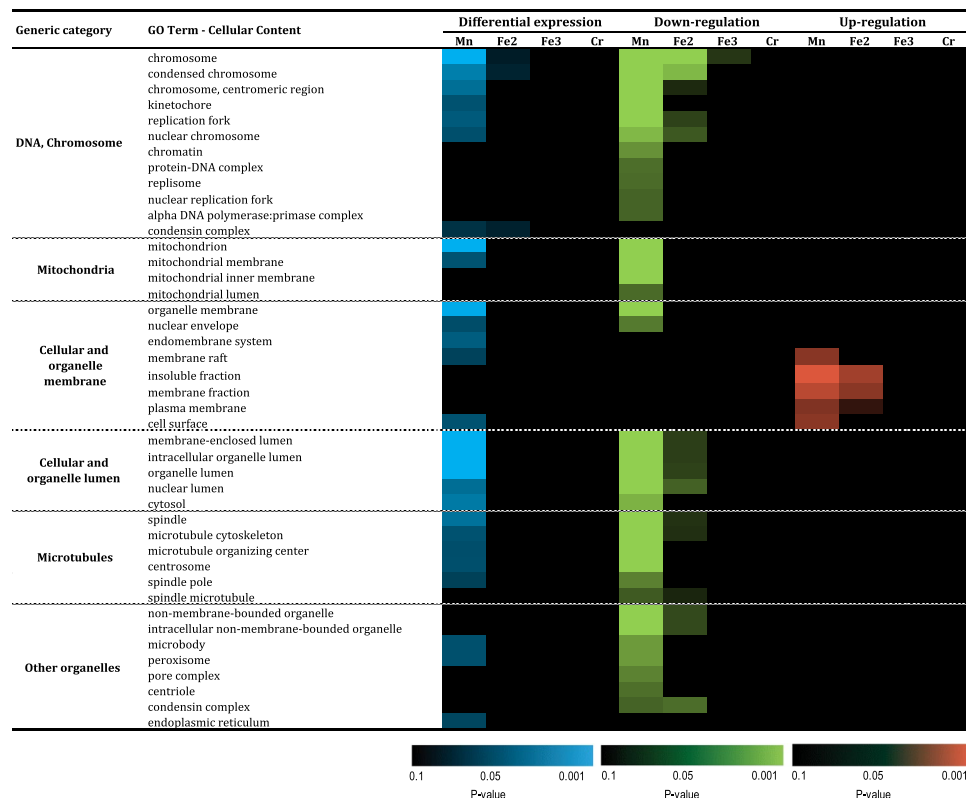 Generic category GO Term - Cellular Content Differential expression Down-regulation Up-regulation
Mn Fe2 Fe3 Cr Mn Fe2 Fe3 Cr Mn Fe2 Fe3 Cr
DNA, Chromosome
chromosome
condensed chromosome
chromosome, centromeric region
kinetochore
replication fork
nuclear chromosome
chromatin
protein-DNA complex
replisome
nuclear replication fork
alpha DNA polymerase:primase complex
condensin complex
Mitochondria
mitochondrion
mitochondrial membrane
mitochondrial inner membrane
mitochondrial lumen
Cellular and
organelle
membrane
organelle membrane
nuclear envelope
endomembrane system
membrane raft
insoluble fraction
membrane fraction
plasma membrane
cell surface
Cellular and
organelle lumen
membrane-enclosed lumen
intracellular organelle lumen
organelle lumen
nuclear lumen
cytosol
Microtubules
spindle
microtubule cytoskeleton
microtubule organizing center
centrosome
spindle pole
spindle microtubule
Other organelles
non-membrane-bounded organelle
intracellular non-membrane-bounded organelle
microbody
peroxisome
pore complex
centriole
condensin complex
endoplasmic reticulum
0.1 0.05 0.001 0.1 0.05 0.001 0.1 0.05 0.001
P-value P-value P-value